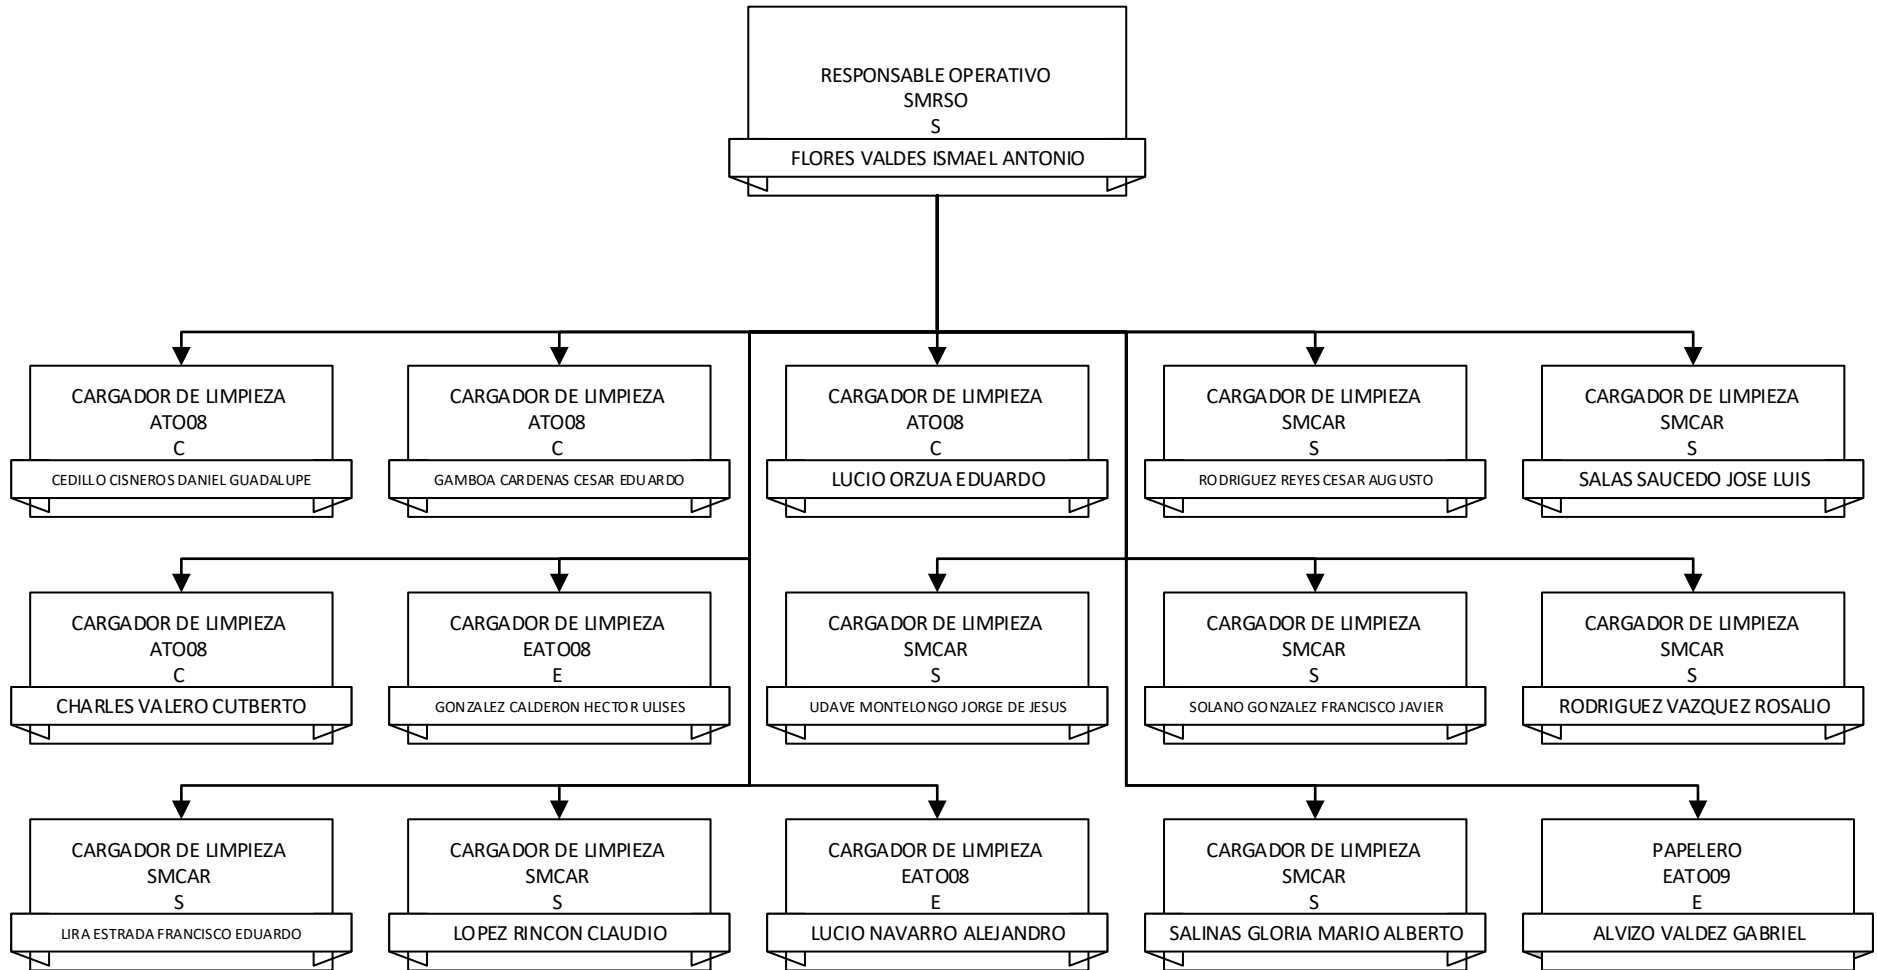 RESPONSABLE OPERATIVO
SMRSO
S
FLORES VALDES ISMAEL ANTONIO
CARGADOR DE LIMPIEZA
ATO08
C
CEDILLO CISNEROS DANIEL GUADALUPE
CARGADOR DE LIMPIEZA
ATO08
C
GAMBOA CARDENAS CESAR EDUARDO
CARGADOR DE LIMPIEZA
ATO08
C
LUCIO ORZUA EDUARDO
CARGADOR DE LIMPIEZA
SMCAR
S
RODRIGUEZ REYES CESAR AUGUSTO
CARGADOR DE LIMPIEZA
SMCAR
S
SALAS SAUCEDO JOSE LUIS
CARGADOR DE LIMPIEZA
ATO08
C
CHARLES VALERO CUTBERTO
CARGADOR DE LIMPIEZA
EATO08
E
GONZALEZ CALDERON HECTOR ULISES
CARGADOR DE LIMPIEZA
SMCAR
S
UDAVE MONTELONGO JORGE DE JESUS
CARGADOR DE LIMPIEZA
SMCAR
S
SOLANO GONZALEZ FRANCISCO JAVIER
CARGADOR DE LIMPIEZA
SMCAR
S
RODRIGUEZ VAZQUEZ ROSALIO
CARGADOR DE LIMPIEZA
SMCAR
S
LIRA ESTRADA FRANCISCO EDUARDO
CARGADOR DE LIMPIEZA
SMCAR
S
LOPEZ RINCON CLAUDIO
CARGADOR DE LIMPIEZA
EATO08
E
LUCIO NAVARRO ALEJANDRO
CARGADOR DE LIMPIEZA
SMCAR
S
SALINAS GLORIA MARIO ALBERTO
PAPELERO
EATO09
E
ALVIZO VALDEZ GABRIEL